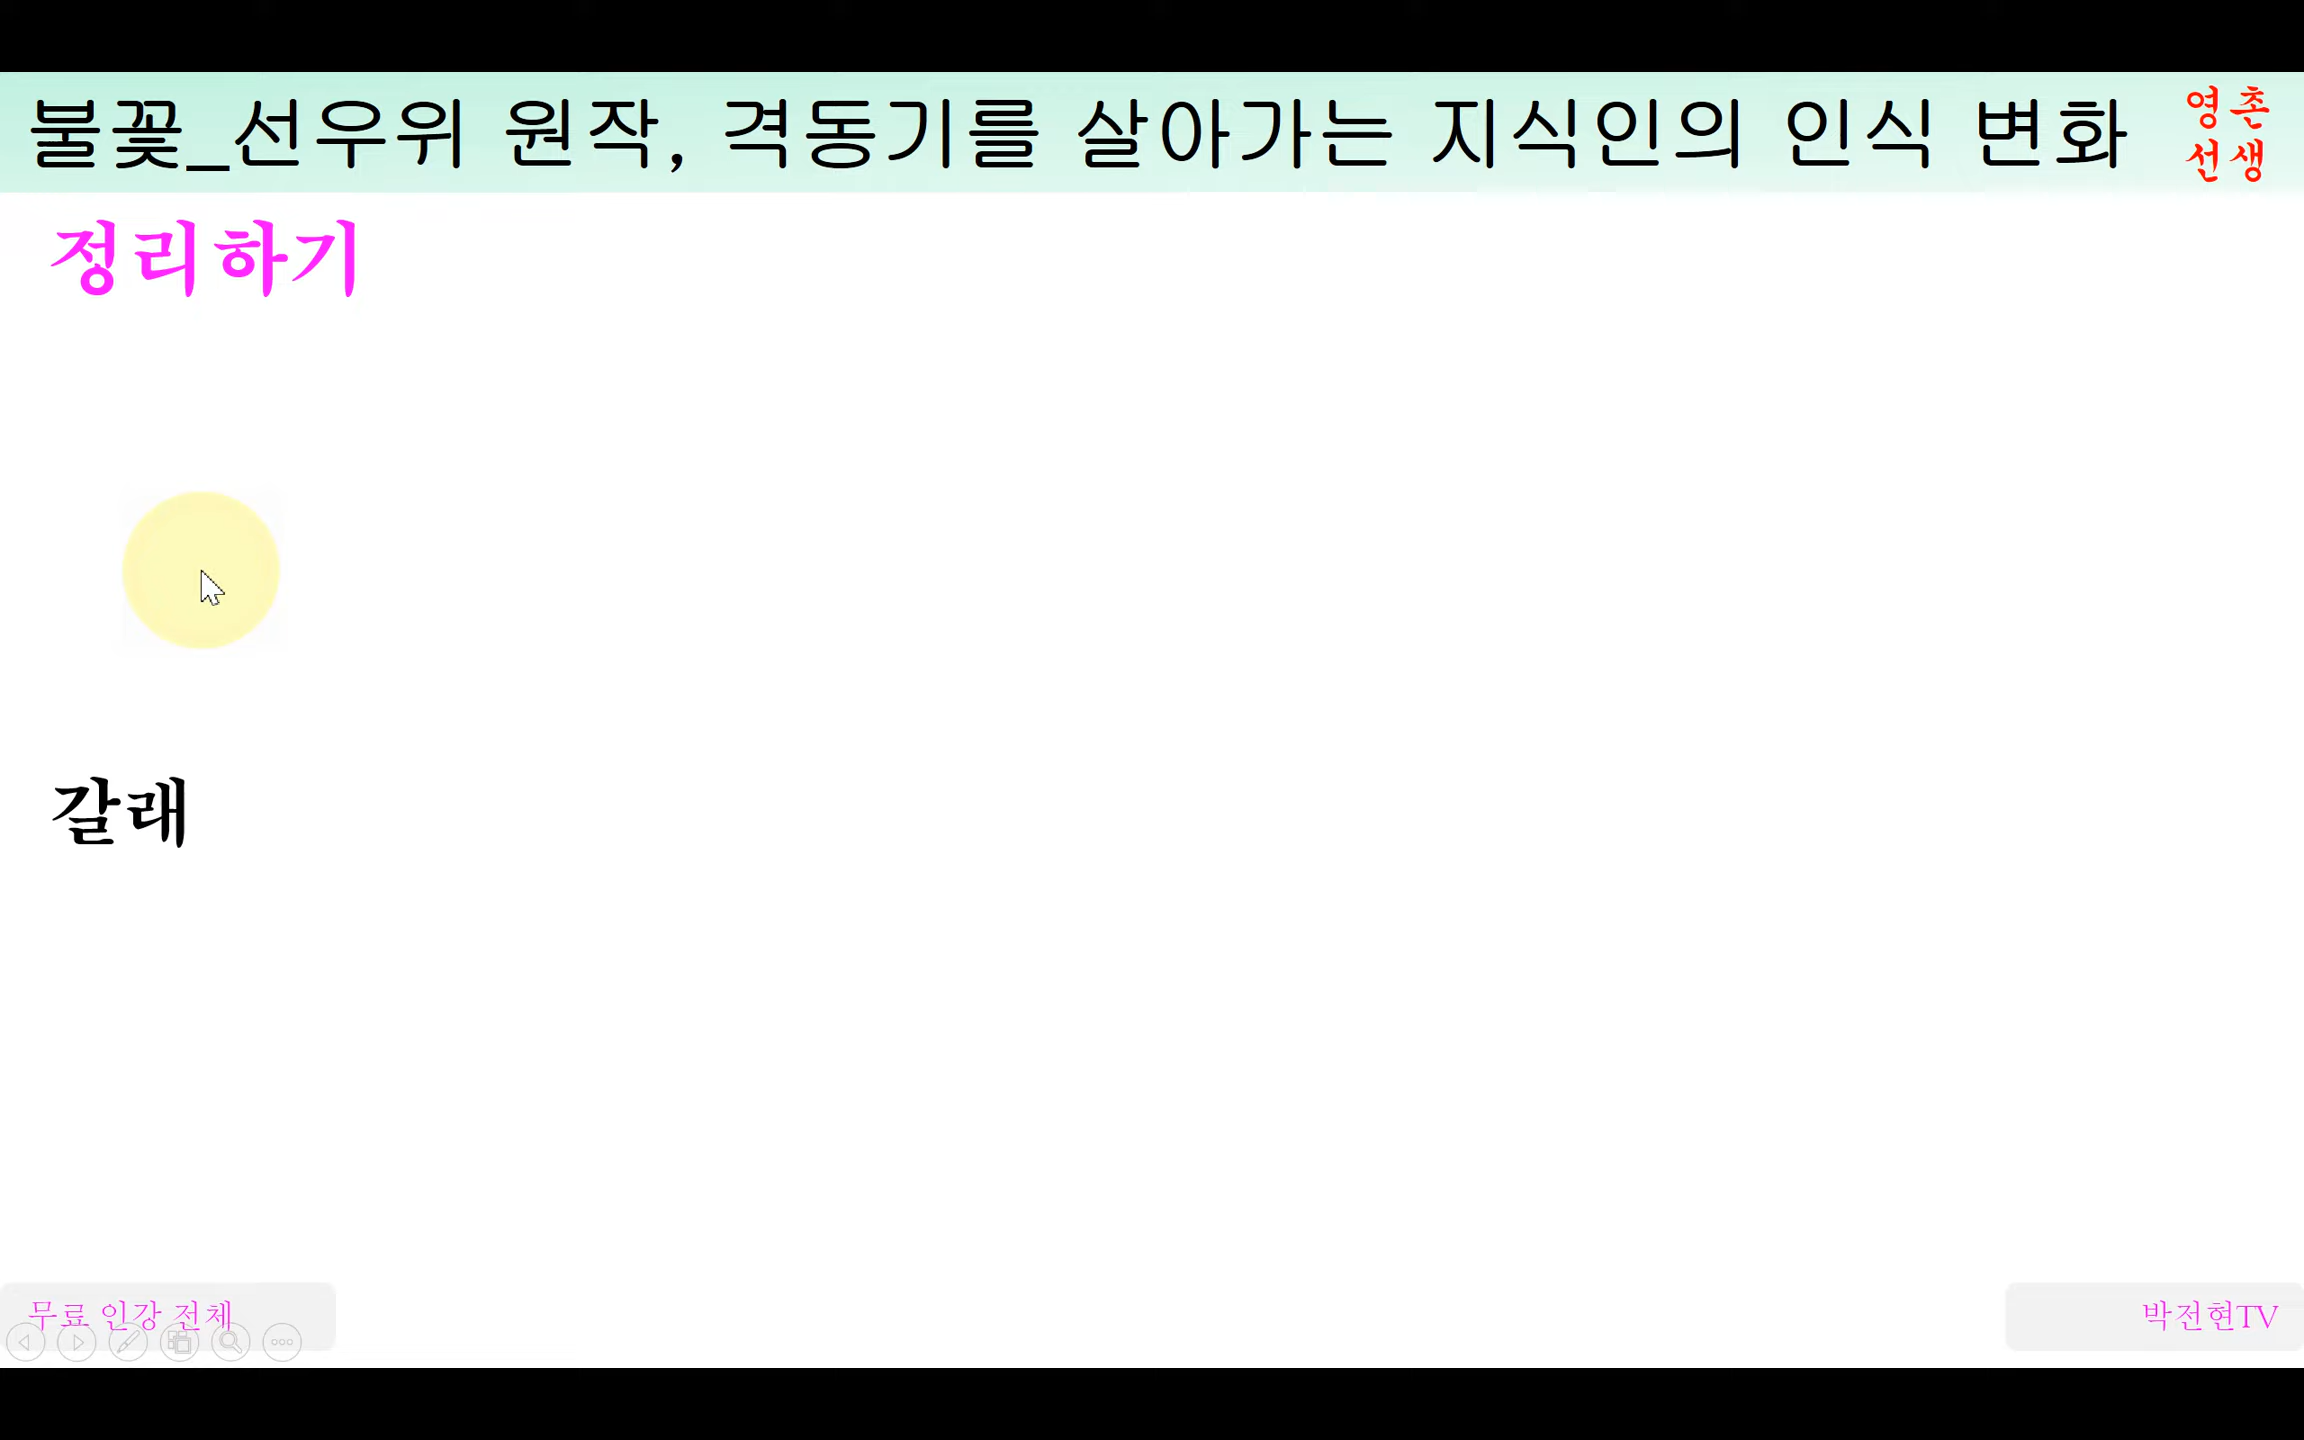 불꽃_선우위 원작, 격동기를 살아가는 지식인의 인식 변화
영촌
선생
정리하기
갈래
무료 인강 전체
박전현TV